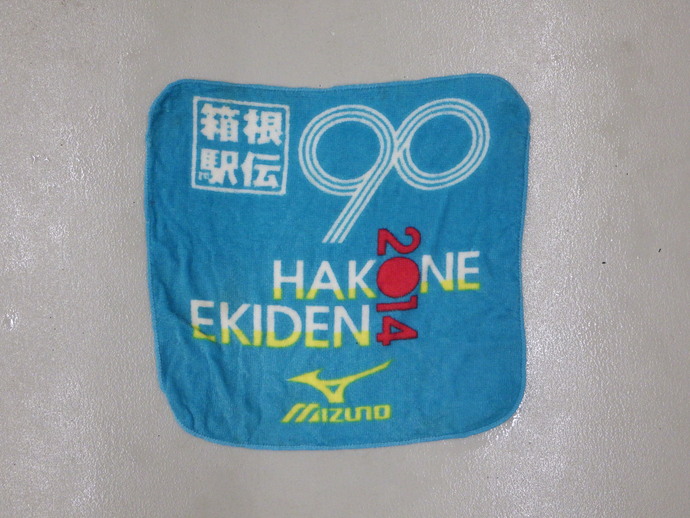 箱根
駅伝
90
HAKONE
EKIDEN
2014
MIZUNO